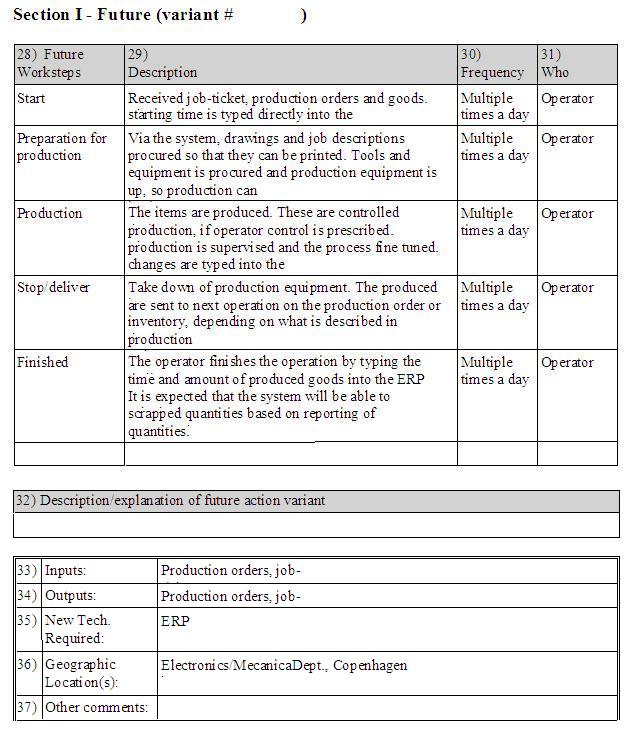 Section I - Future (variant #            )
28) Future
Worksteps
29)
Description
30)
Frequency
31)
Who
Start
Received job-ticket, production orders and goods.
starting time is typed directly into the
Multiple
times a day
Operator
Preparation for
production
Via the system, drawings and job descriptions
procured so that they can be printed. Tools and
equipment is procured and production equipment is
up, so production can
Multiple
times a day
Operator
Production
The items are produced. These are controlled
production, if operator control is prescribed.
production is supervised and the process fine tuned.
changes are typed into the
Multiple
times a day
Operator
Stop/deliver
Take down of production equipment. The produced
are sent to next operation on the production order or
inventory, depending on what is described in
production
Multiple
times a day
Operator
Finished
The operator finishes the operation by typing the
time and amount of produced goods into the ERP
It is expected that the system will be able to
scrapped quantities based on reporting of
quantities.
Multiple
times a day
Operator
32) Description/explanation of future action variant
33) Inputs:
Production orders, job-
34) Outputs:
Production orders, job-
35) New Tech.
Required:
ERP
36) Geographic
Location(s):
Electronics/MecanicaDept., Copenhagen
37) Other comments: